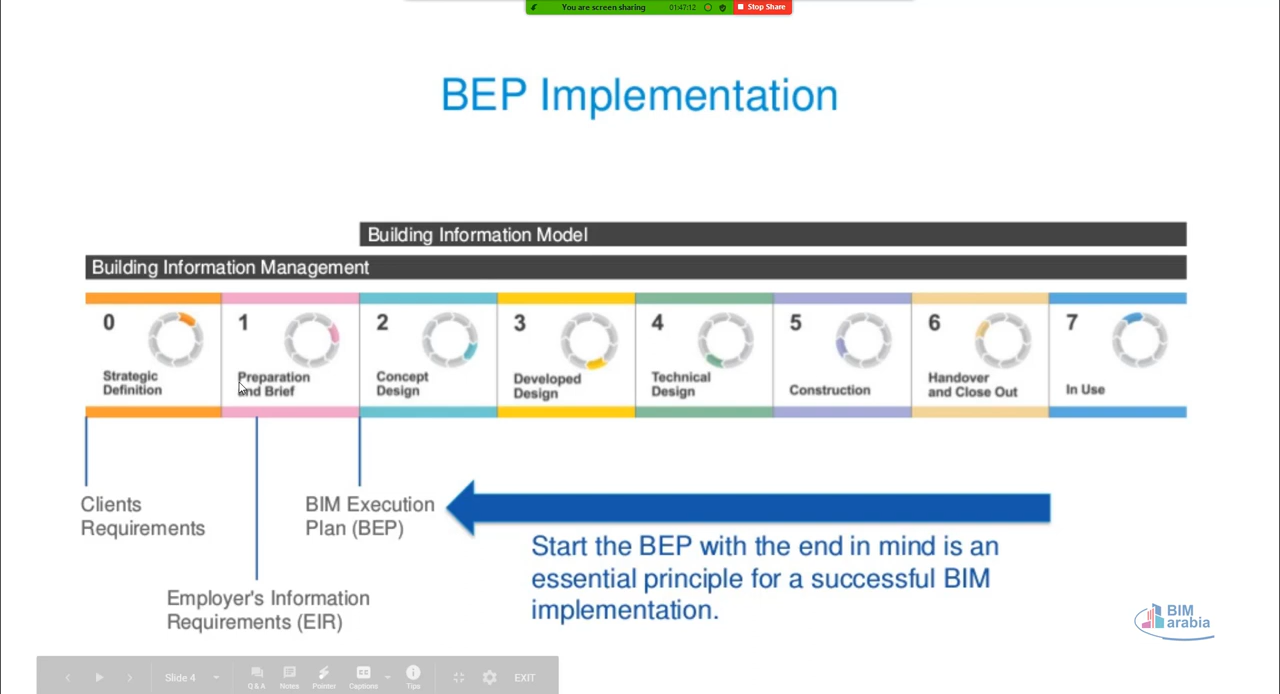 You are screen sharing 01:47:12 Stop Share
BEP Implementation
Building Information Model
Building Information Management
0
Strategic
Definition
1
Preparation
and Brief
2
Concept
Design
3
Developed
Design
4
Technical
Design
5
Construction
6
Handover
and Close Out
7
In Use
Clients
Requirements
BIM Execution
Plan (BEP)
Employer's Information
Requirements (EIR)
Start the BEP with the end in mind is an
essential principle for a successful BIM
implementation.
BIM
arabia
Slide 4
Q & A
Notes
Pointer
CC
Captions
Tips
EXIT